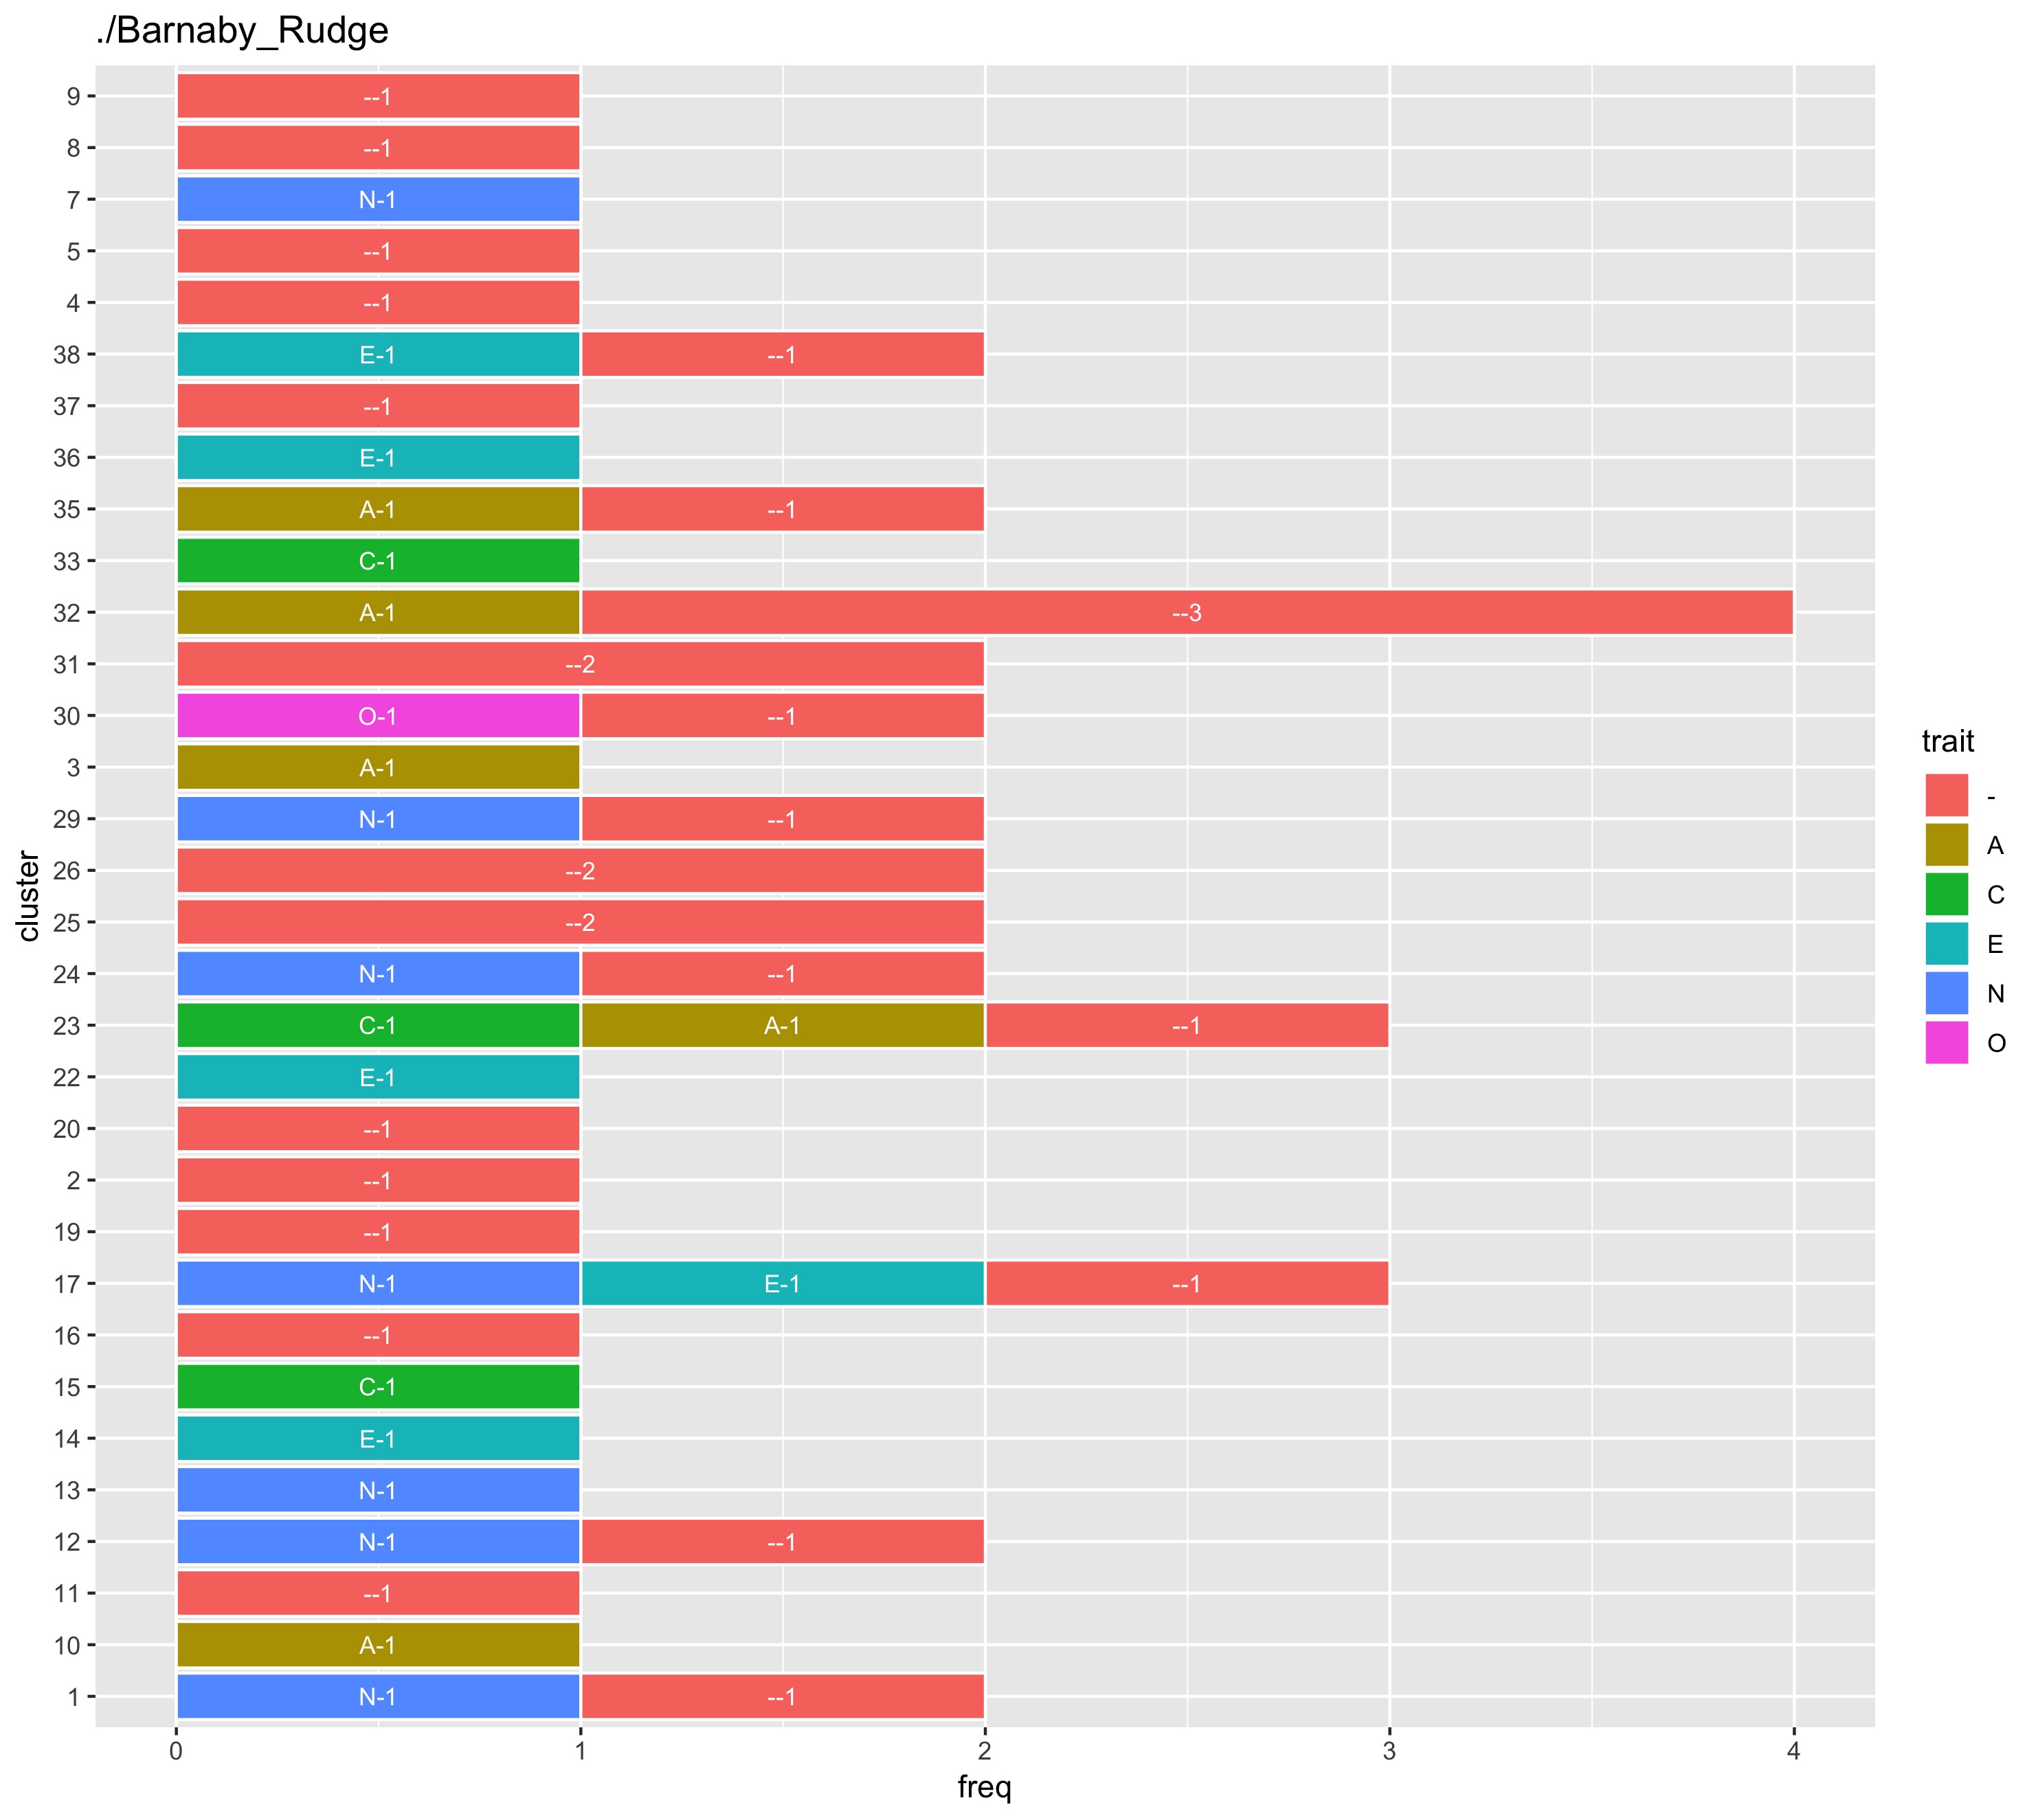 ./Barnaby_Rudge
9 --1
8 --1
7 N-1
5 --1
4 --1
38 E-1 --1
37 --1
36 E-1
35 A-1 --1
33 C-1
32 A-1 --3
31 --2
30 O-1 --1
3 A-1
29 N-1 --1
26 --2
25 --2
24 N-1 --1
23 C-1 A-1 --1
22 E-1
20 --1
2 --1
19 --1
17 N-1 E-1 --1
16 --1
15 C-1
14 E-1
13 N-1
12 N-1 --1
11 --1
10 A-1
1 N-1 --1
0 1 2 3 4
freq
cluster
trait
-
A
C
E
N
O